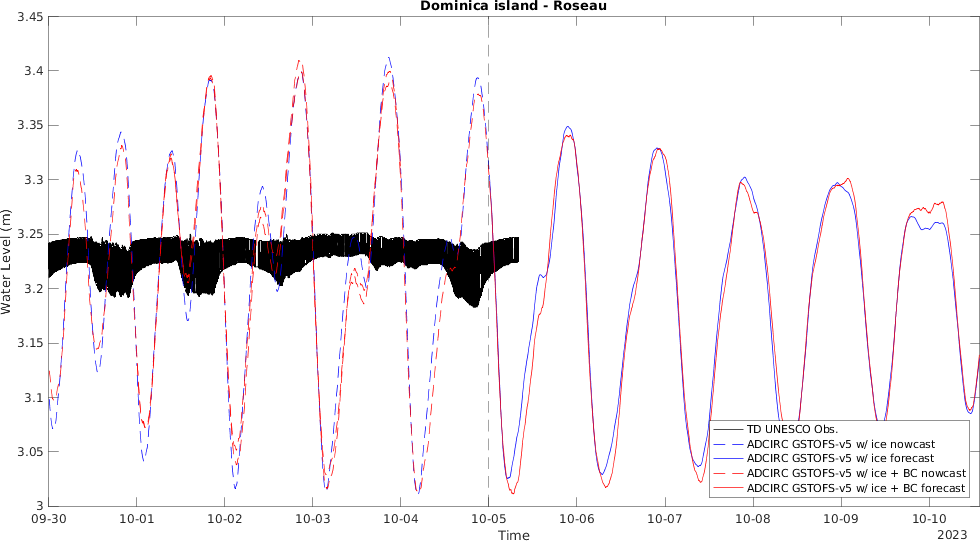 Dominica island - Roseau
3.45
3.4
3.35
3.3
3.25
3.2
3.15
3.1
3.05
3
Water Level (m)
09-30 10-01 10-02 10-03 10-04 10-05 10-06 10-07 10-08 10-09 10-10
Time
2023
TD UNESCO Obs.
ADCIRC GSTOFS-v5 w/ ice nowcast
ADCIRC GSTOFS-v5 w/ ice forecast
ADCIRC GSTOFS-v5 w/ ice + BC nowcast
ADCIRC GSTOFS-v5 w/ ice + BC forecast